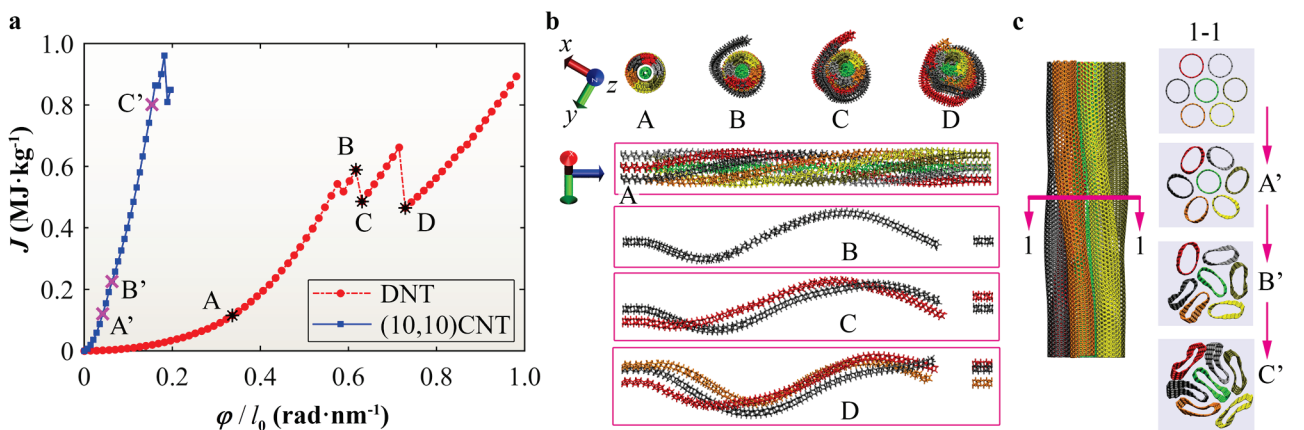 a
J (MJ·kg⁻¹)
1.0
0.8
0.6
0.4
0.2
0
C’
B’
A’
A
B
C
D
DNT
(10,10)CNT
0
0.2
0.4
0.6
0.8
1.0
φ / l₀ (rad·nm⁻¹)
b
x
y
z
N
A
B
C
D
A
B
C
D
c
1-1
1
1
A’
B’
C’